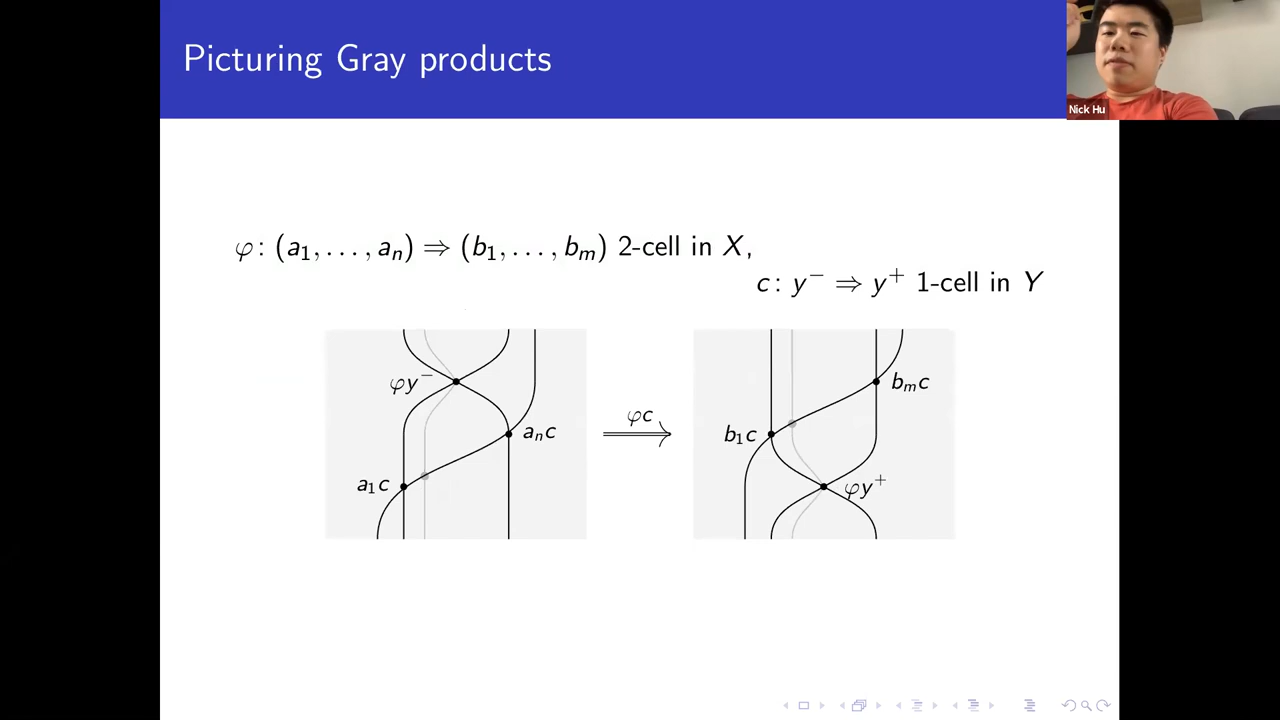 Picturing Gray products
Nick Hu
φ: (a₁, . . . , aₙ) ⇒ (b₁, . . . , bₘ) 2-cell in X,
c: y⁻ ⇒ y⁺ 1-cell in Y
φy⁻
aₙc
a₁c
φc
bₘc
b₁c
φy⁺